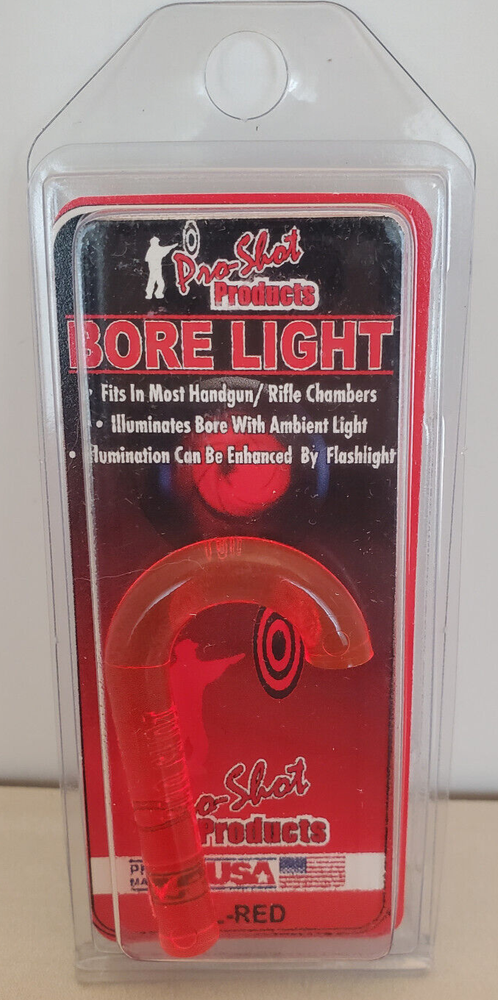 Pro-Shot
Products
BORE LIGHT
• Fits In Most Handgun/ Rifle Chambers
• Illuminates Bore With Ambient Light
• Illumination Can Be Enhanced By Flashlight
Pro-Shot
Products
USA
-RED